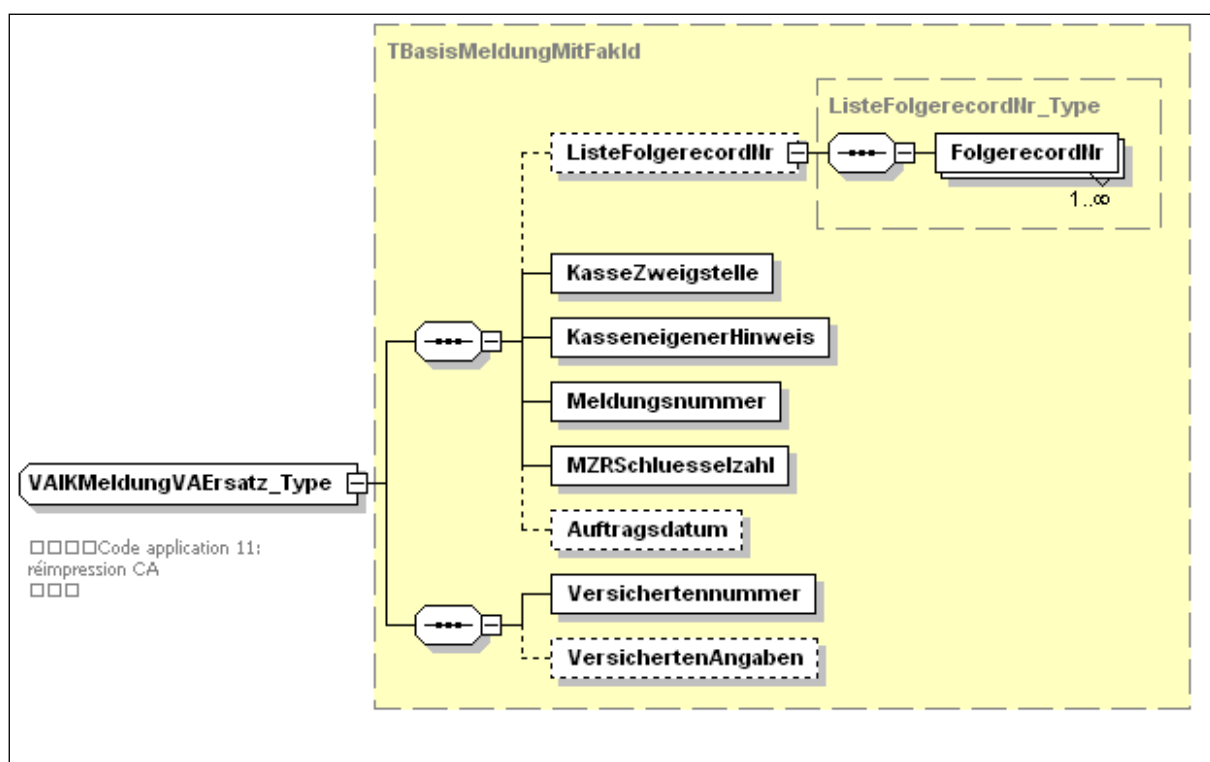 TBasisMeldungMitFakId
ListeFolgerecordNr_Type
ListeFolgerecordNr
FolgerecordNr
1..∞
KasseZweigstelle
KasseneigenerHinweis
Meldungsnummer
MZRSchluesselzahl
VAIKMeldungVAErsatz_Type
Auftragsdatum
□□□□Code application 11:
réimpression CA
□□□
Versichertennummer
VersichertenAngaben